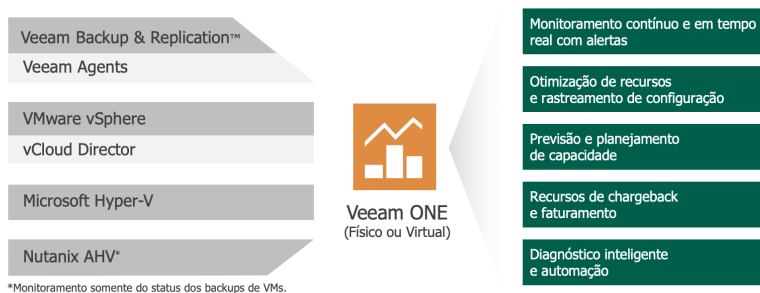 Veeam Backup & Replication™
Veeam Agents
VMware vSphere
vCloud Director
Microsoft Hyper-V
Nutanix AHV*
*Monitoramento somente do status dos backups de VMs.
Veeam ONE
(Físico ou Virtual)
Monitoramento contínuo e em tempo
real com alertas
Otimização de recursos
e rastreamento de configuração
Previsão e planejamento
de capacidade
Recursos de chargeback
e faturamento
Diagnóstico inteligente
e automação